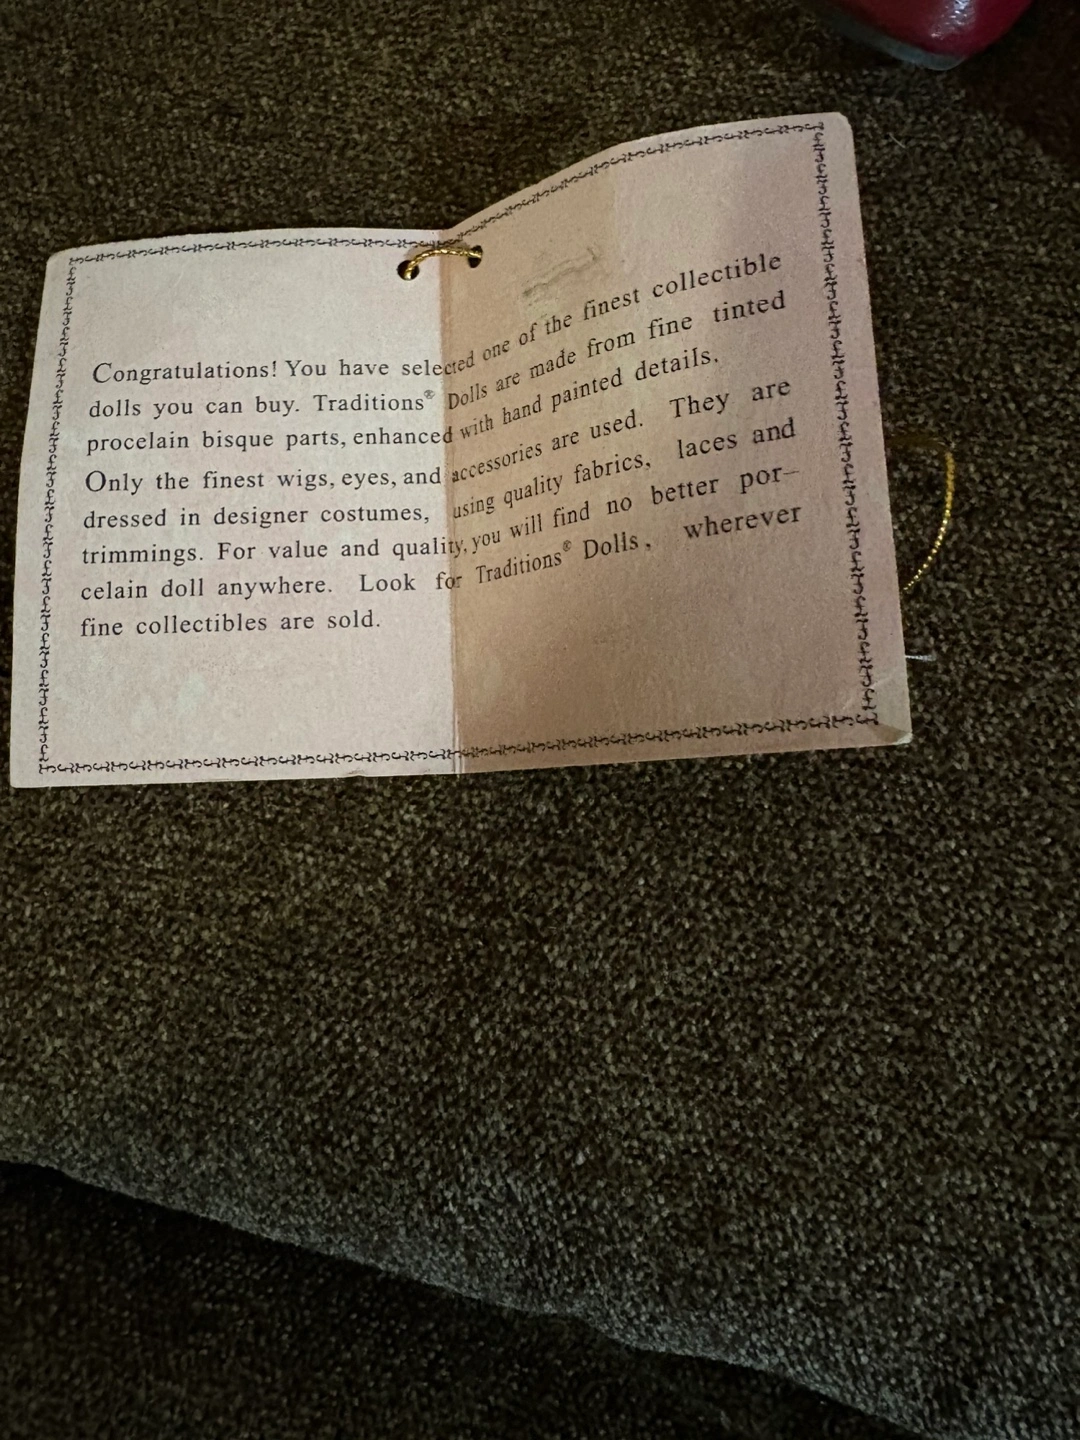 Congratulations! You have selected one of the finest collectible
dolls you can buy. Traditions® Dolls are made from fine tinted
procelain bisque parts, enhanced with hand painted details.
Only the finest wigs, eyes, and accessories are used. They are
dressed in designer costumes, using quality fabrics, laces and
trimmings. For value and quality, you will find no better por-
celain doll anywhere. Look for Traditions® Dolls, wherever
fine collectibles are sold.